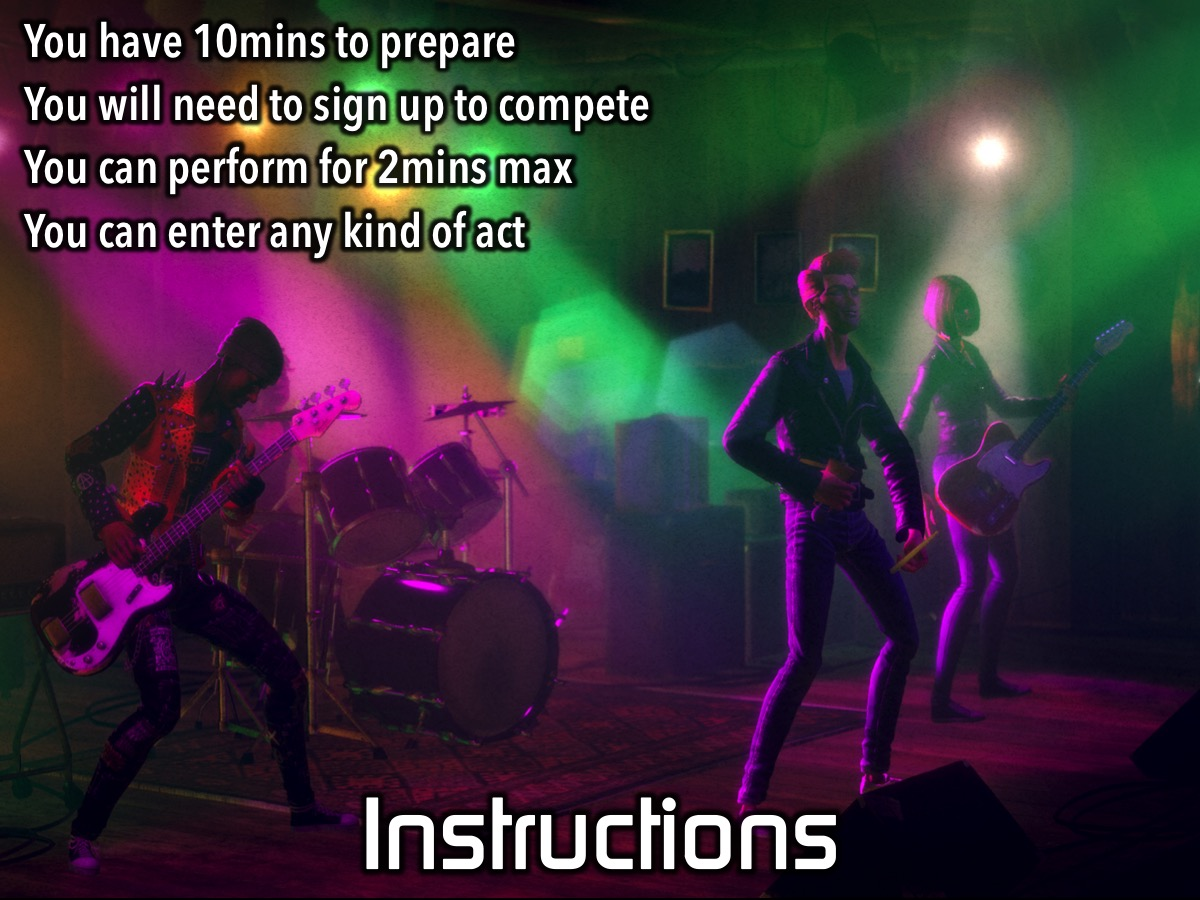 You have 10mins to prepare
You will need to sign up to compete
You can perform for 2mins max
You can enter any kind of act
Instructions